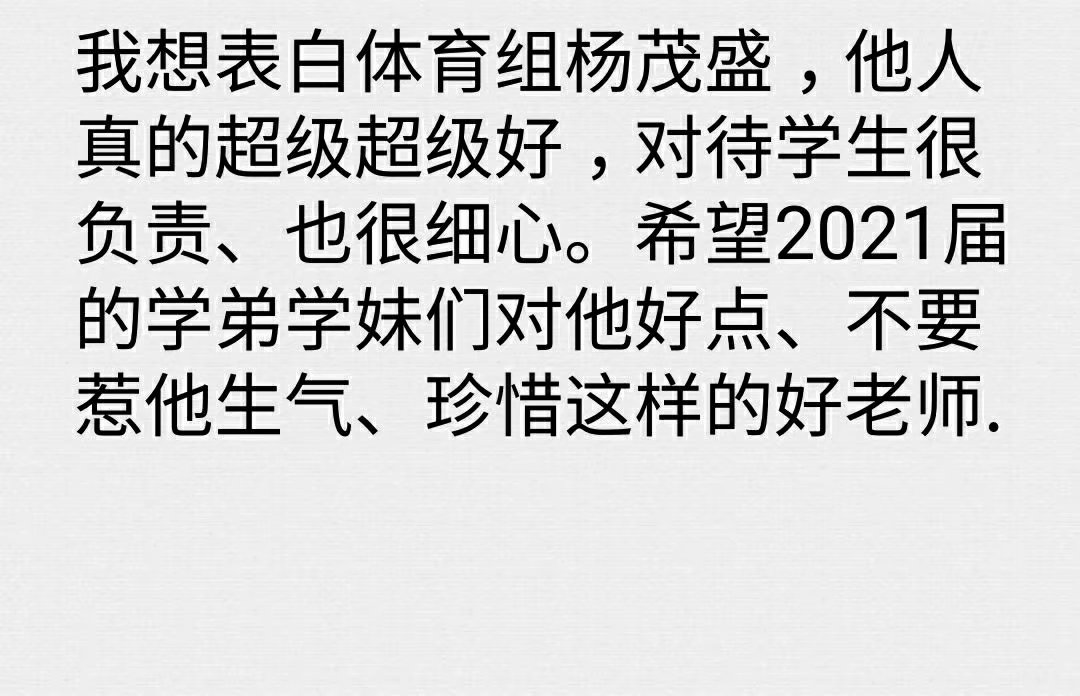 我想表白体育组杨茂盛，他人
真的超级超级好，对待学生很
负责、也很细心。希望2021届
的学弟学妹们对他好点、不要
惹他生气、珍惜这样的好老师.